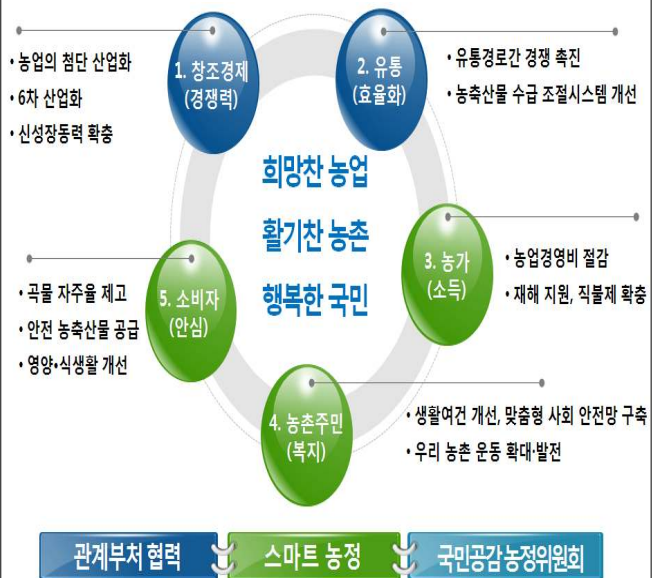 1. 창조경제
(경쟁력)
• 농업의 첨단 산업화
• 6차 산업화
• 신성장동력 확충
2. 유통
(효율화)
• 유통경로간 경쟁 촉진
• 농축산물 수급 조절시스템 개선
희망찬 농업
활기찬 농촌
행복한 국민
3. 농가
(소득)
• 농업경영비 절감
• 재해 지원, 직불제 확충
4. 농촌주민
(복지)
• 생활여건 개선, 맞춤형 사회 안전망 구축
• 우리 농촌 운동 확대·발전
5. 소비자
(안심)
• 곡물 자주율 제고
• 안전 농축산물 공급
• 영양•식생활 개선
관계부처 협력
스마트 농정
국민공감 농정위원회